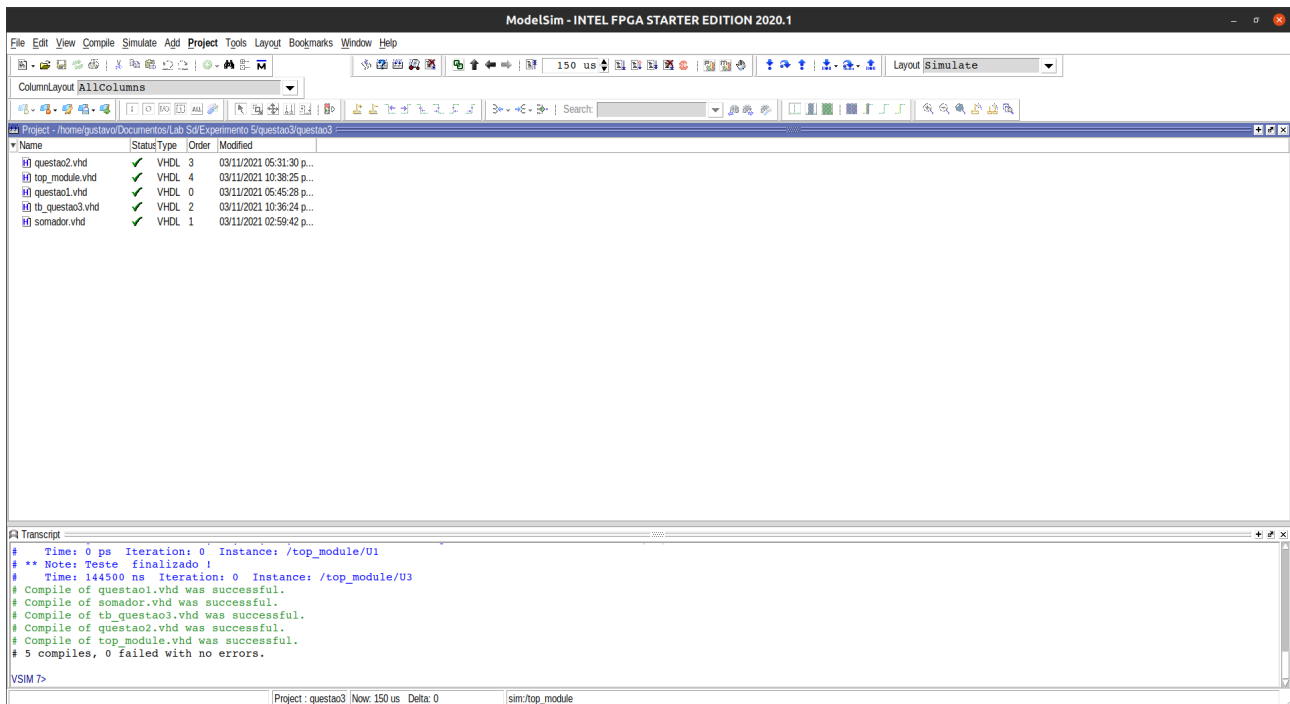 ModelSim - INTEL FPGA STARTER EDITION 2020.1
File Edit View Compile Simulate Add Project Tools Layout Bookmarks Window Help
150 us Layout Simulate
ColumnLayout AllColumns
Search:
Project - /home/gustavo/Documentos/Lab Sd/Experimento 5/questao3/questao3
Name Status Type Order Modified
questao2.vhd VHDL 3 03/11/2021 05:31:30 p...
top_module.vhd VHDL 4 03/11/2021 10:38:25 p...
questao1.vhd VHDL 0 03/11/2021 05:45:28 p...
tb_questao3.vhd VHDL 2 03/11/2021 10:36:24 p...
somador.vhd VHDL 1 03/11/2021 02:59:42 p...
Transcript
# Time: 0 ps Iteration: 0 Instance: /top_module/U1
# ** Note: Teste finalizado !
# Time: 144500 ns Iteration: 0 Instance: /top_module/U3
# Compile of questao1.vhd was successful.
# Compile of somador.vhd was successful.
# Compile of tb_questao3.vhd was successful.
# Compile of questao2.vhd was successful.
# Compile of top_module.vhd was successful.
# 5 compiles, 0 failed with no errors.
VSIM 7>
Project : questao3 Now: 150 us Delta: 0 sim:/top_module